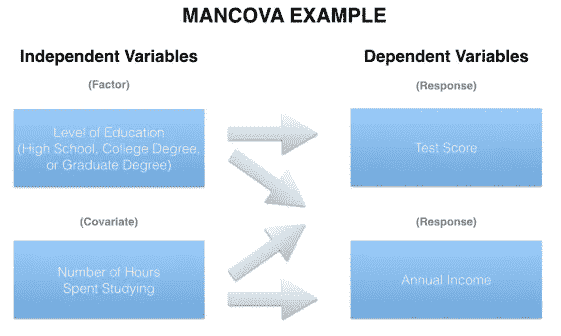 MANCOVA EXAMPLE
Independent Variables
Dependent Variables
(Factor)
(Response)
Level of Education
(High School, College Degree,
or Graduate Degree)
Test Score
(Covariate)
(Response)
Number of Hours
Spent Studying
Annual Income